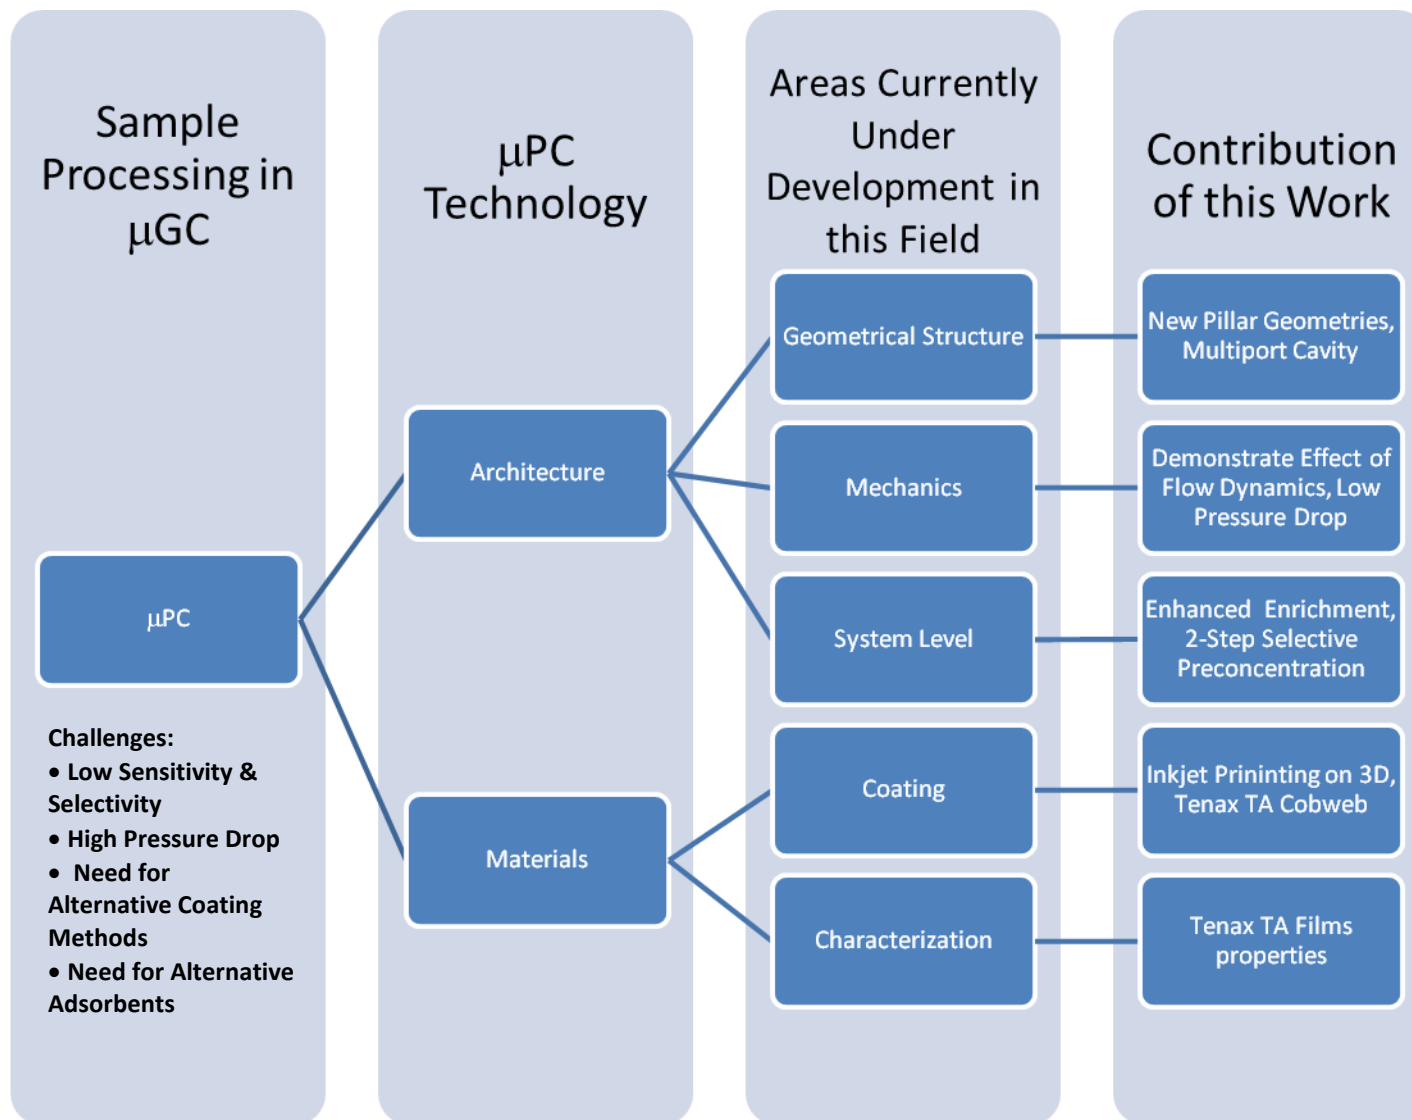 Sample
Processing in
μGC
μPC
Technology
Areas Currently
Under
Development in
this Field
Contribution
of this Work
μPC
Challenges:
• Low Sensitivity &
Selectivity
• High Pressure Drop
• Need for
Alternative Coating
Methods
• Need for Alternative
Adsorbents
Architecture
Materials
Geometrical Structure
Mechanics
System Level
Coating
Characterization
New Pillar Geometries,
Multiport Cavity
Demonstrate Effect of
Flow Dynamics, Low
Pressure Drop
Enhanced Enrichment,
2-Step Selective
Preconcentration
Inkjet Prininting on 3D,
Tenax TA Cobweb
Tenax TA Films
properties